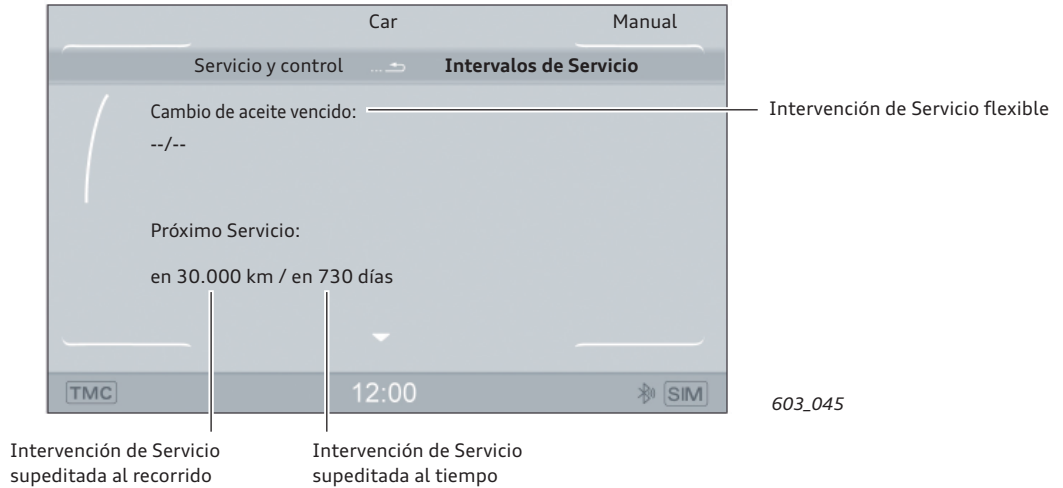 Car Manual
Servicio y control ... Intervalos de Servicio
Cambio de aceite vencido:
Intervención de Servicio flexible
--/--
Próximo Servicio:
en 30.000 km / en 730 días
TMC 12:00 SIM
603_045
Intervención de Servicio
supeditada al recorrido
Intervención de Servicio
supeditada al tiempo